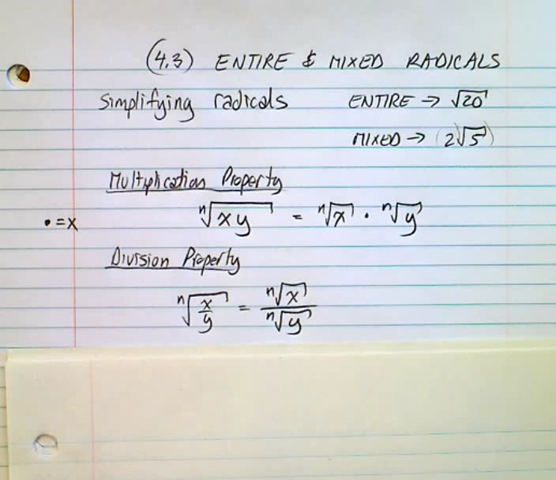 (4.3) ENTIRE & MIXED RADICALS
Simplifying radicals ENTIRE → √20
MIXED → (2√5)
Multiplication Property
• = x ⁿ√xy = ⁿ√x · ⁿ√y
Division Property
ⁿ√(x/y) = ⁿ√x / ⁿ√y